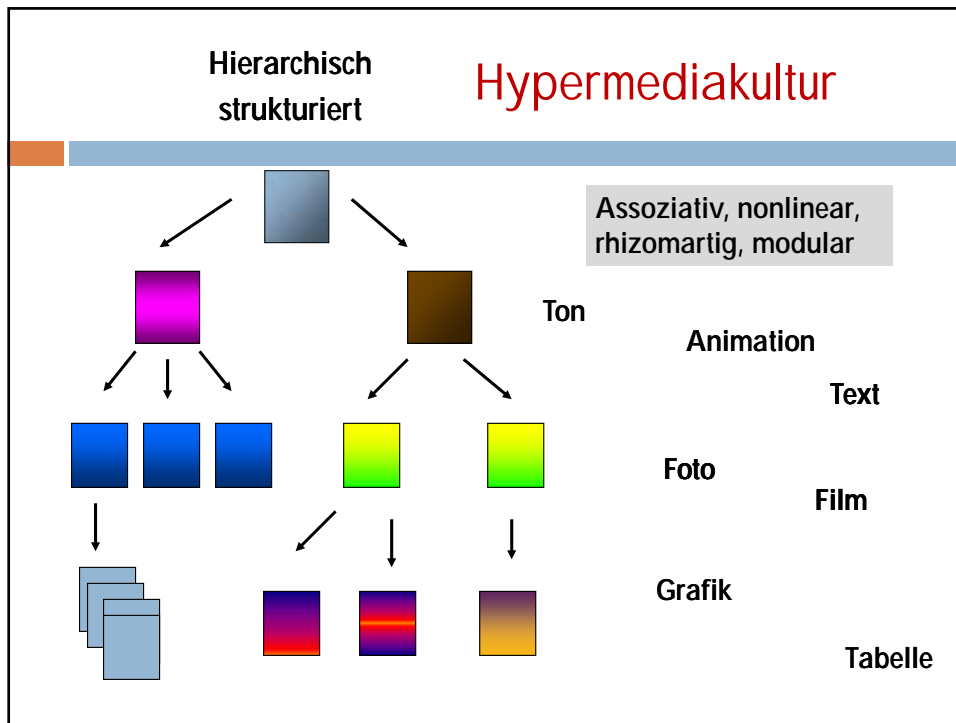 Hierarchisch
strukturiert
Hypermediakultur
Assoziativ, nonlinear,
rhizomartig, modular
Ton
Animation
Text
Foto
Film
Grafik
Tabelle